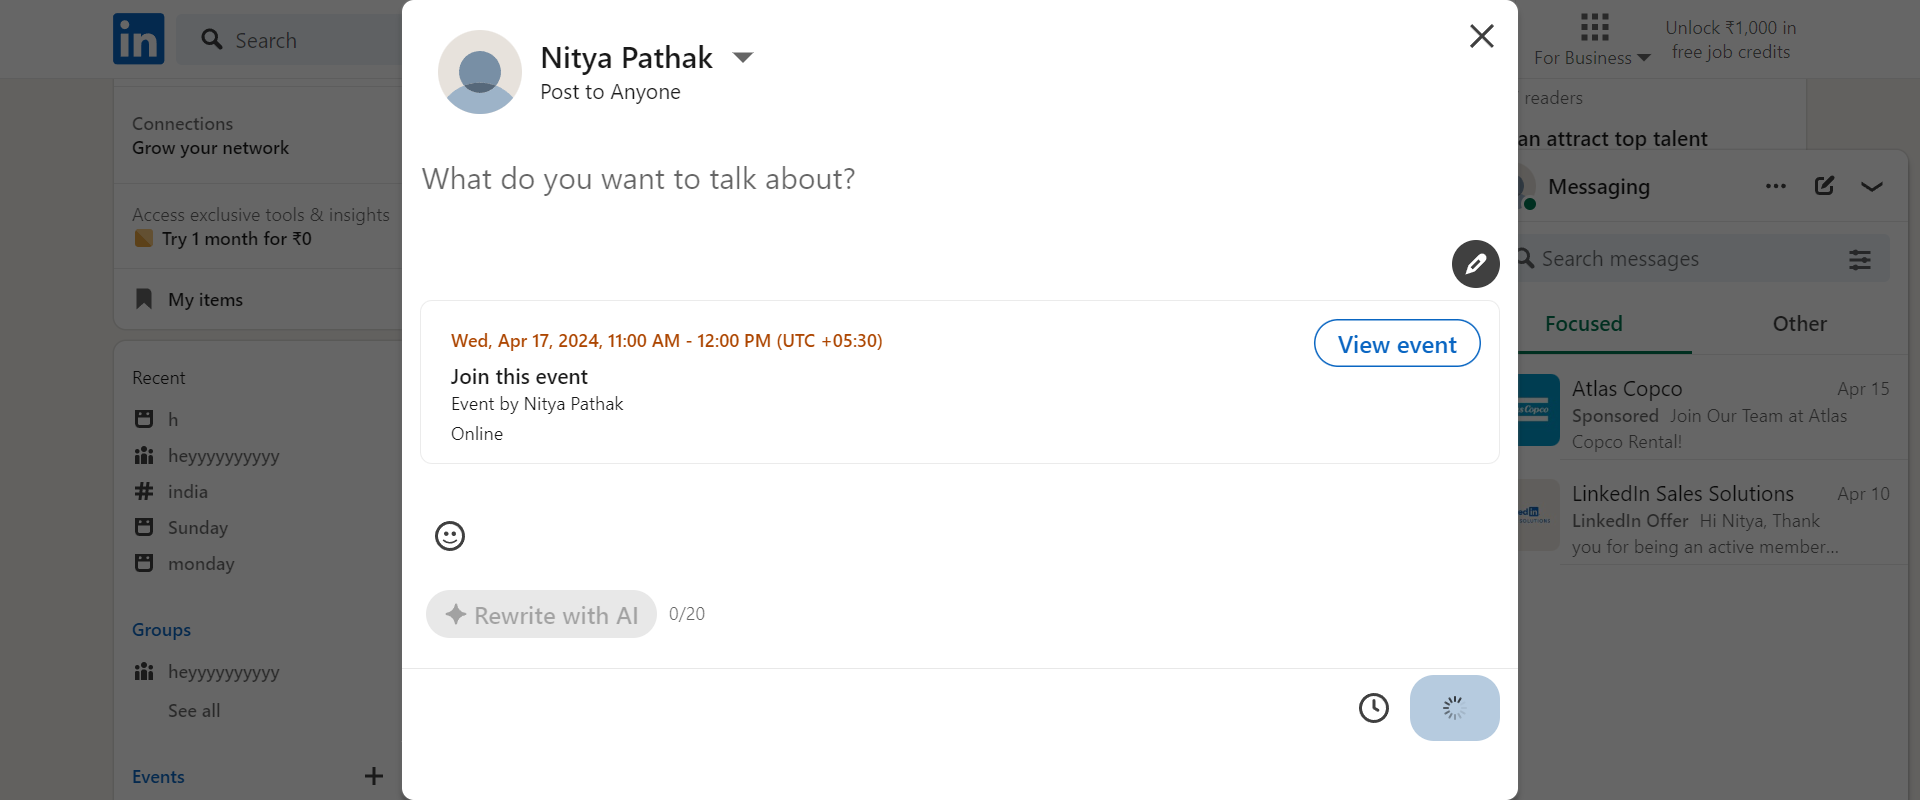 in
Search
Connections
Grow your network
Access exclusive tools & insights
Try 1 month for ₹0
My items
Recent
h
heyyyyyyyyyy
india
Sunday
monday
Groups
heyyyyyyyyyy
See all
Events
Nitya Pathak
Post to Anyone
What do you want to talk about?
Wed, Apr 17, 2024, 11:00 AM - 12:00 PM (UTC +05:30)
View event
Join this event
Event by Nitya Pathak
Online
Rewrite with AI
0/20
For Business
Unlock ₹1,000 in
free job credits
readers
an attract top talent
Messaging
Search messages
Focused
Other
Atlas Copco
Apr 15
Sponsored Join Our Team at Atlas
Copco Rental!
LinkedIn Sales Solutions
Apr 10
LinkedIn Offer Hi Nitya, Thank
you for being an active member...